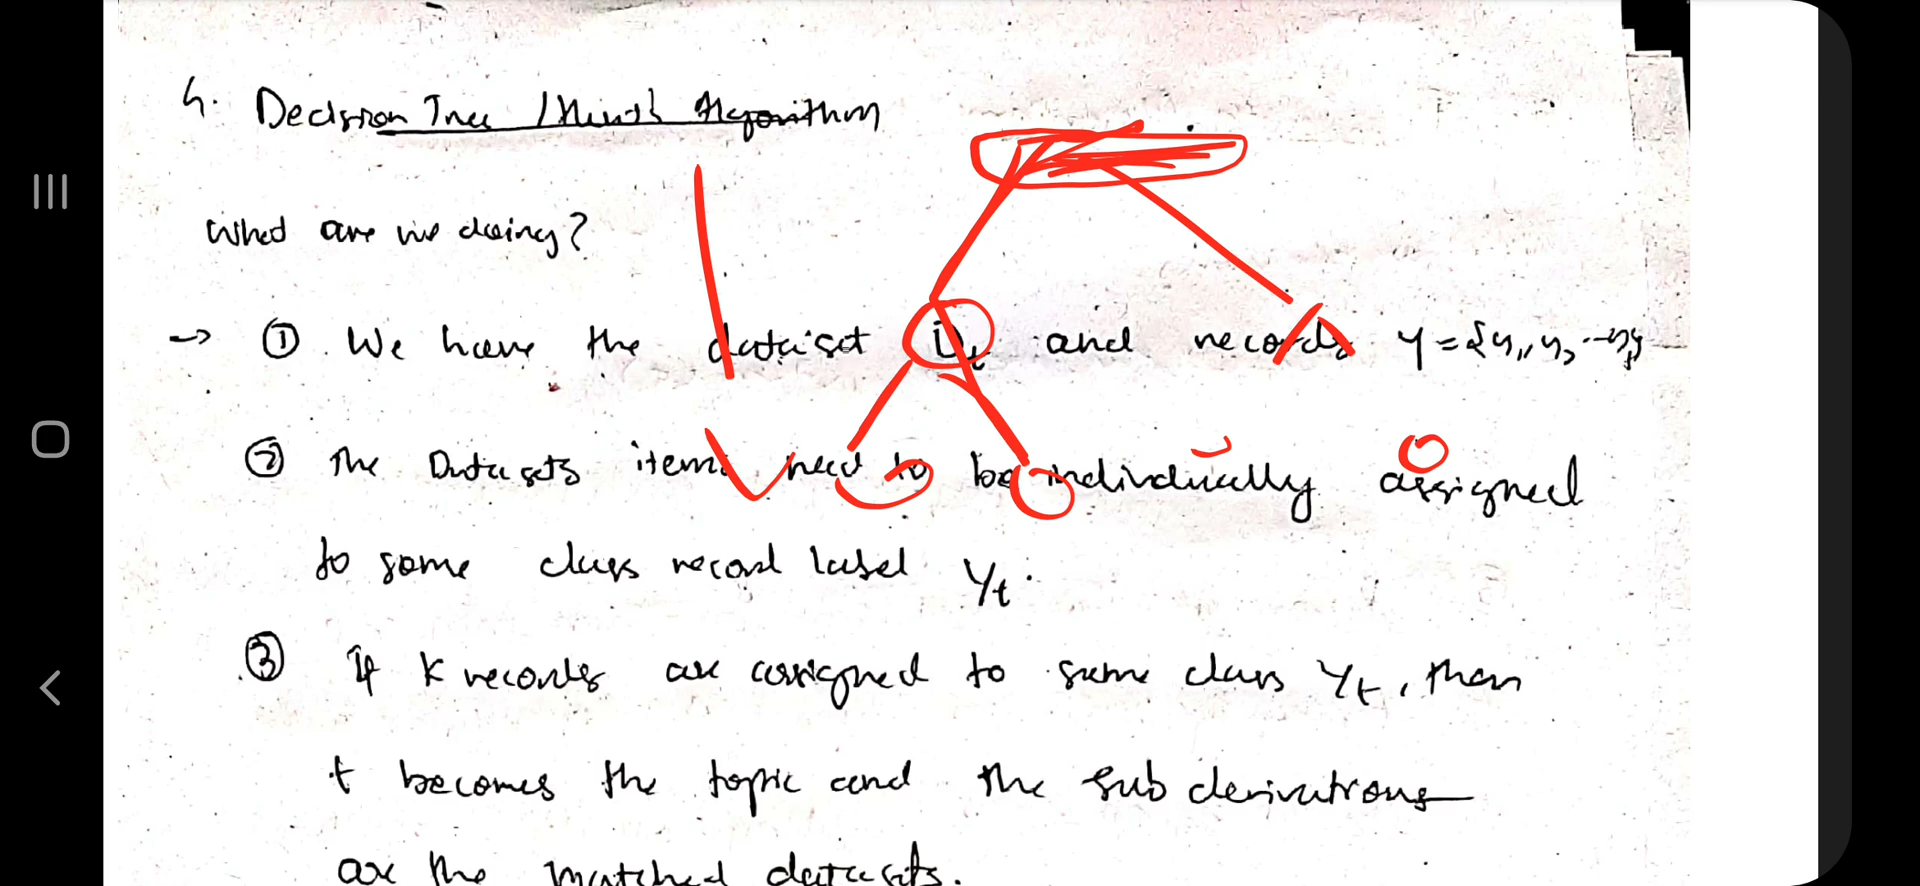 4. Decision Tree / Hunt's Algorithm
What are we doing?
→ ① We have the dataset Dt and records Y = {y1, y2
② The Datasets items need to be individually assigned
to some class record label Yt.
③ If K records are assigned to same class Yt, then
t becomes the topic and the sub derivations
are the matched datasets.